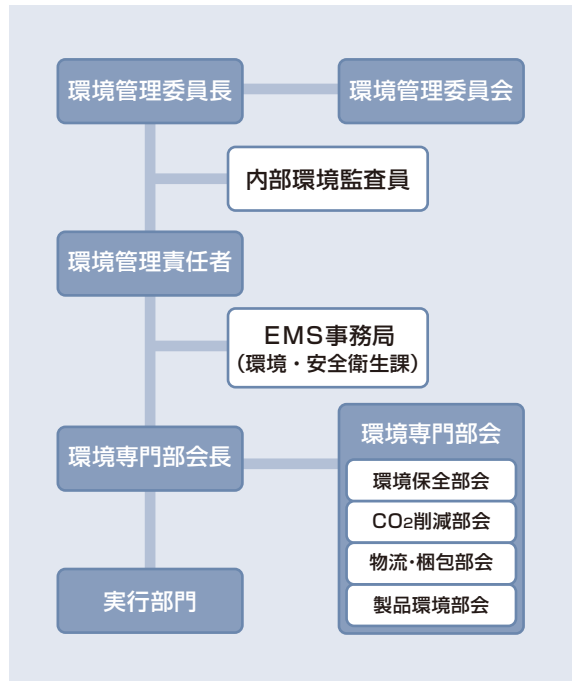 環境管理委員長
環境管理委員会
内部環境監査員
環境管理責任者
EMS事務局
(環境・安全衛生課)
環境専門部会長
環境専門部会
環境保全部会
CO₂削減部会
物流・梱包部会
製品環境部会
実行部門